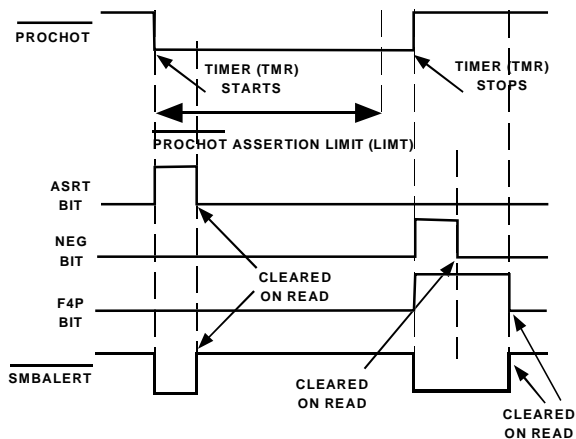 PROCHOT
TIMER (TMR)
STARTS
TIMER (TMR)
STOPS
PROCHOT ASSERTION LIMIT (LIMT)
ASRT
BIT
NEG
BIT
CLEARED
ON READ
F4P
BIT
SMBALERT
CLEARED
ON READ
CLEARED
ON READ